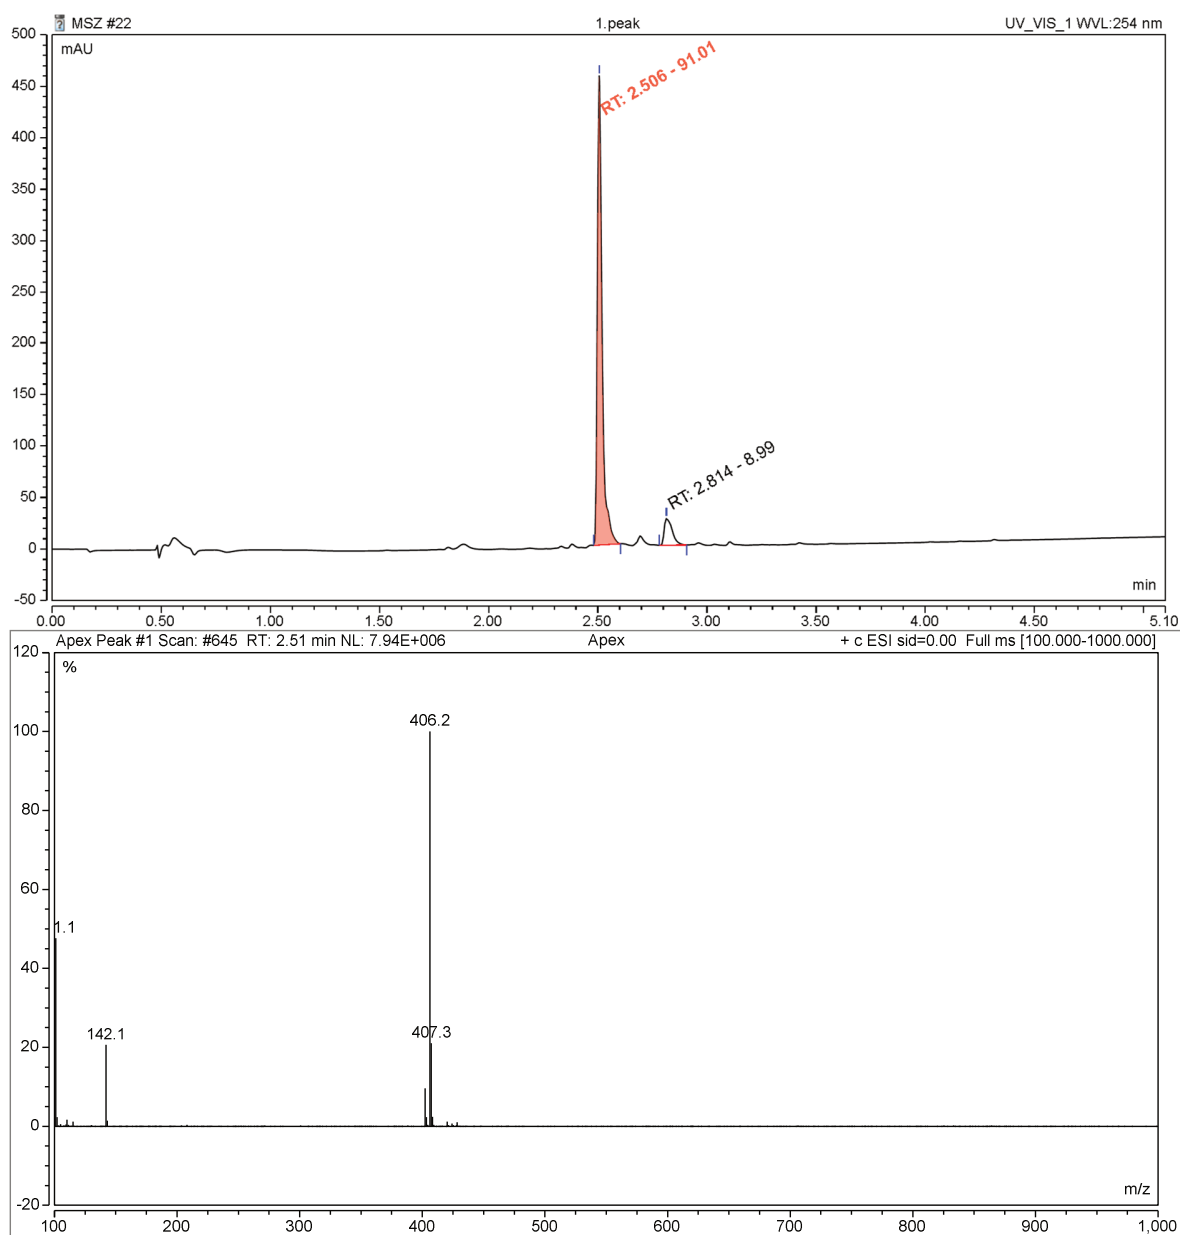 MSZ #22 1.peak UV_VIS_1 WVL:254 nm
mAU
500
450
400
350
300
250
200
150
100
50
0
-50
RT: 2.506 - 91.01
RT: 2.814 - 8.99
min
0.00 0.50 1.00 1.50 2.00 2.50 3.00 3.50 4.00 4.50 5.10
Apex Peak #1 Scan: #645 RT: 2.51 min NL: 7.94E+006 Apex + c ESI sid=0.00 Full ms [100.000-1000.000]
%
120
100
80
60
40
20
0
-20
406.2
1.1
142.1
407.3
m/z
100 200 300 400 500 600 700 800 900 1,000